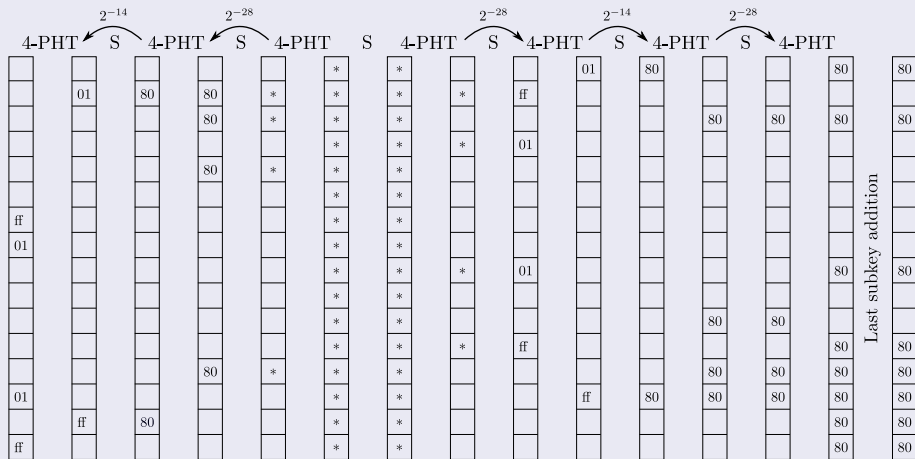 2⁻¹⁴ 2⁻²⁸ 2⁻²⁸ 2⁻¹⁴ 2⁻²⁸
4-PHT S 4-PHT S 4-PHT S 4-PHT S 4-PHT S 4-PHT S 4-PHT
* * 01 80 80 80
01 80 80 * * * * ff
80 * * * 80 80 80 80
* * * 01
80 * * *
* *
ff * *
01 * *
* * * 01 80 80
* *
* * 80 80
* * * ff 80 80
80 * * * 80 80 80 80
01 * * ff 80 80 80 80 80
ff 80 * * 80 80
ff * * 80 80
Last subkey addition